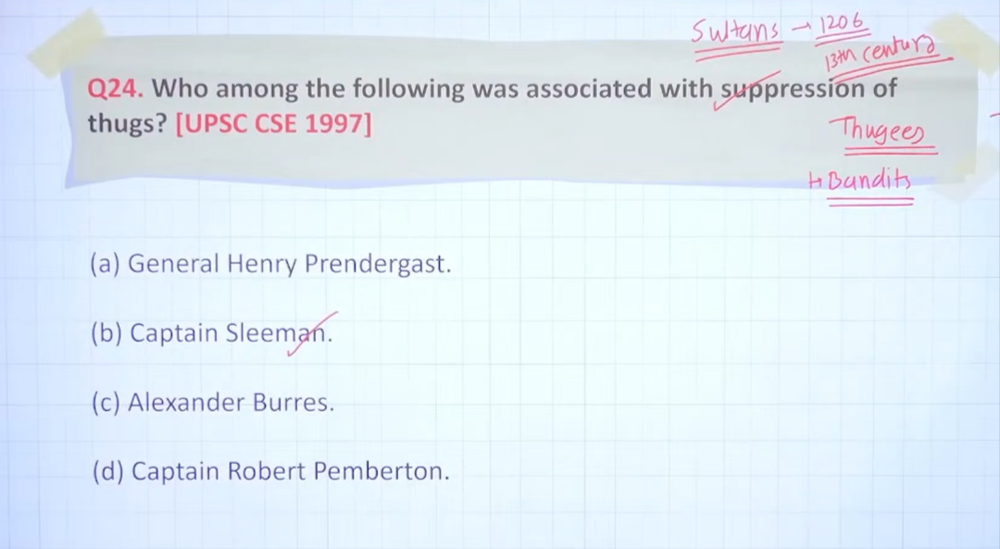 Sultans → 1206
13th century
Q24. Who among the following was associated with suppression of
thugs? [UPSC CSE 1997]
Thugees
↳ Bandits
(a) General Henry Prendergast.
(b) Captain Sleeman.
(c) Alexander Burres.
(d) Captain Robert Pemberton.